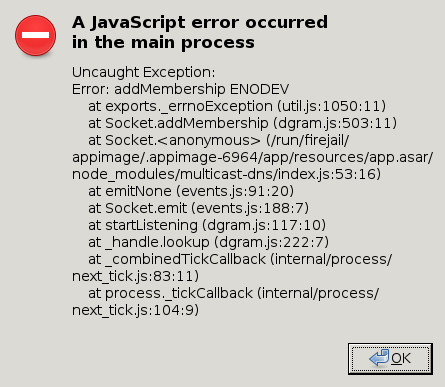 A JavaScript error occurred
in the main process
Uncaught Exception:
Error: addMembership ENODEV
at exports._errnoException (util.js:1050:11)
at Socket.addMembership (dgram.js:503:11)
at Socket.<anonymous> (/run/firejail/
appimage/.appimage-6964/app/resources/app.asar/
node_modules/multicast-dns/index.js:53:16)
at emitNone (events.js:91:20)
at Socket.emit (events.js:188:7)
at startListening (dgram.js:117:10)
at _handle.lookup (dgram.js:222:7)
at _combinedTickCallback (internal/process/
next_tick.js:83:11)
at process._tickCallback (internal/process/
next_tick.js:104:9)
OK